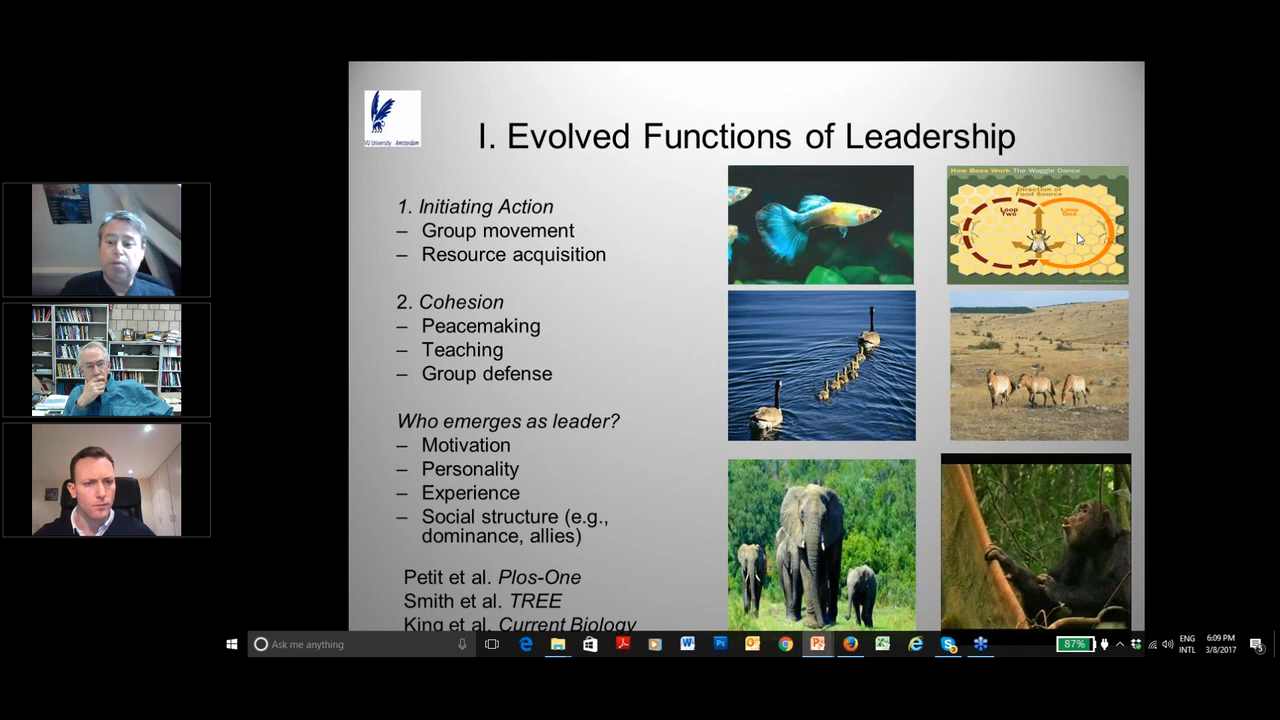 VU University Amsterdam
I. Evolved Functions of Leadership
1. Initiating Action
– Group movement
– Resource acquisition
2. Cohesion
– Peacemaking
– Teaching
– Group defense
Who emerges as leader?
– Motivation
– Personality
– Experience
– Social structure (e.g.,
dominance, allies)
Petit et al. Plos-One
Smith et al. TREE
King et al. Current Biology
How Bees Work The Waggle Dance
Direction of
Food Source
Loop
Two
Loop
One
Ask me anything
87%
ENG
INTL
6:09 PM
3/8/2017